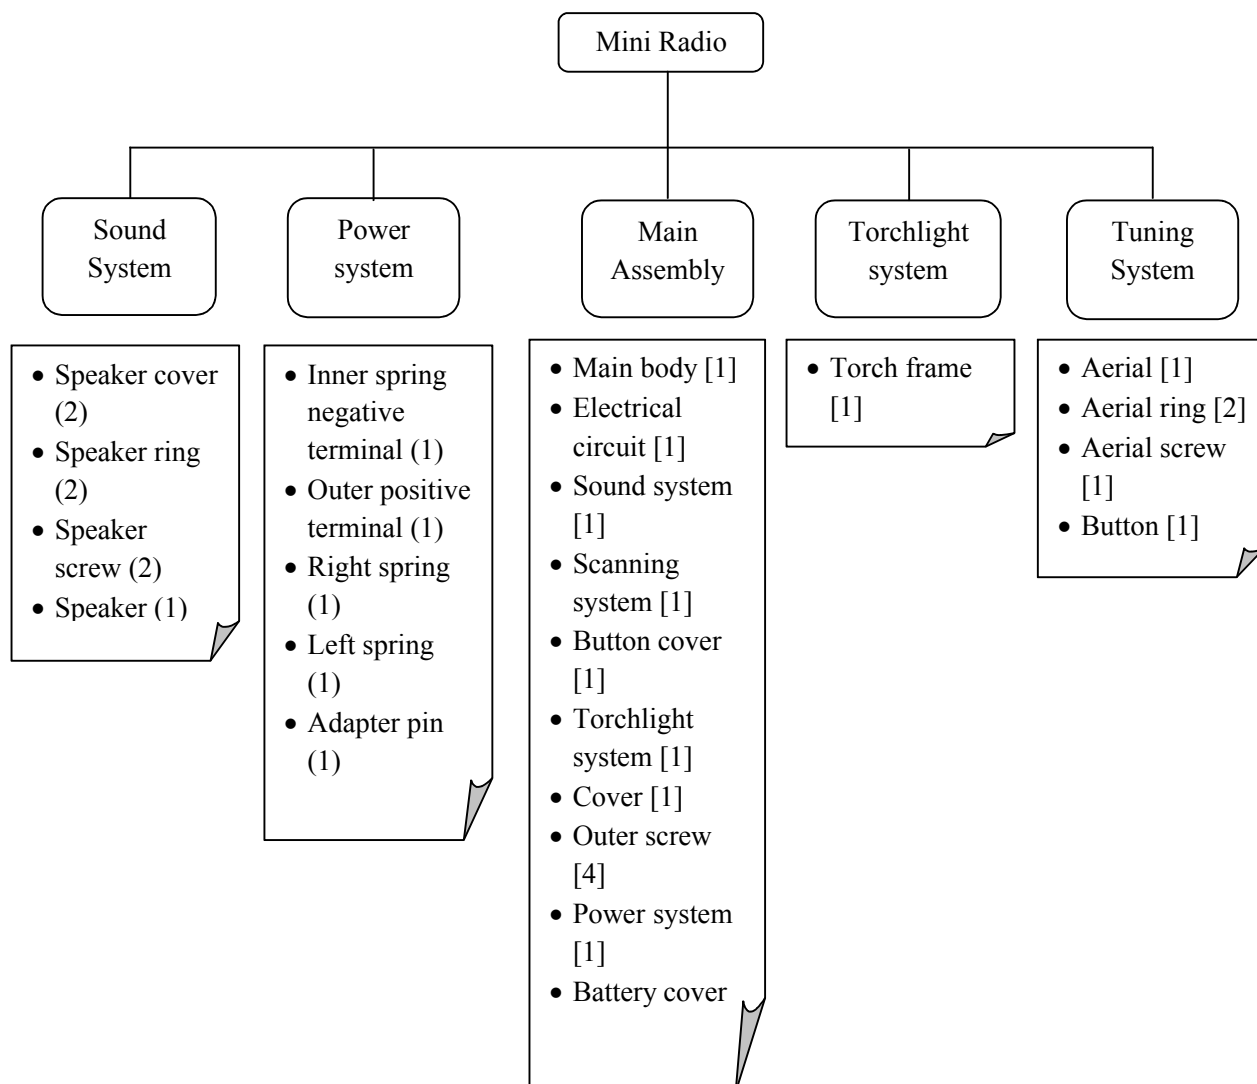 Mini Radio
Sound
System
Power
system
Main
Assembly
Torchlight
system
Tuning
System
• Speaker cover
(2)
• Speaker ring
(2)
• Speaker
screw (2)
• Speaker (1)
• Inner spring
negative
terminal (1)
• Outer positive
terminal (1)
• Right spring
(1)
• Left spring
(1)
• Adapter pin
(1)
• Main body [1]
• Electrical
circuit [1]
• Sound system
[1]
• Scanning
system [1]
• Button cover
[1]
• Torchlight
system [1]
• Cover [1]
• Outer screw
[4]
• Power system
[1]
• Battery cover
• Torch frame
[1]
• Aerial [1]
• Aerial ring [2]
• Aerial screw
[1]
• Button [1]